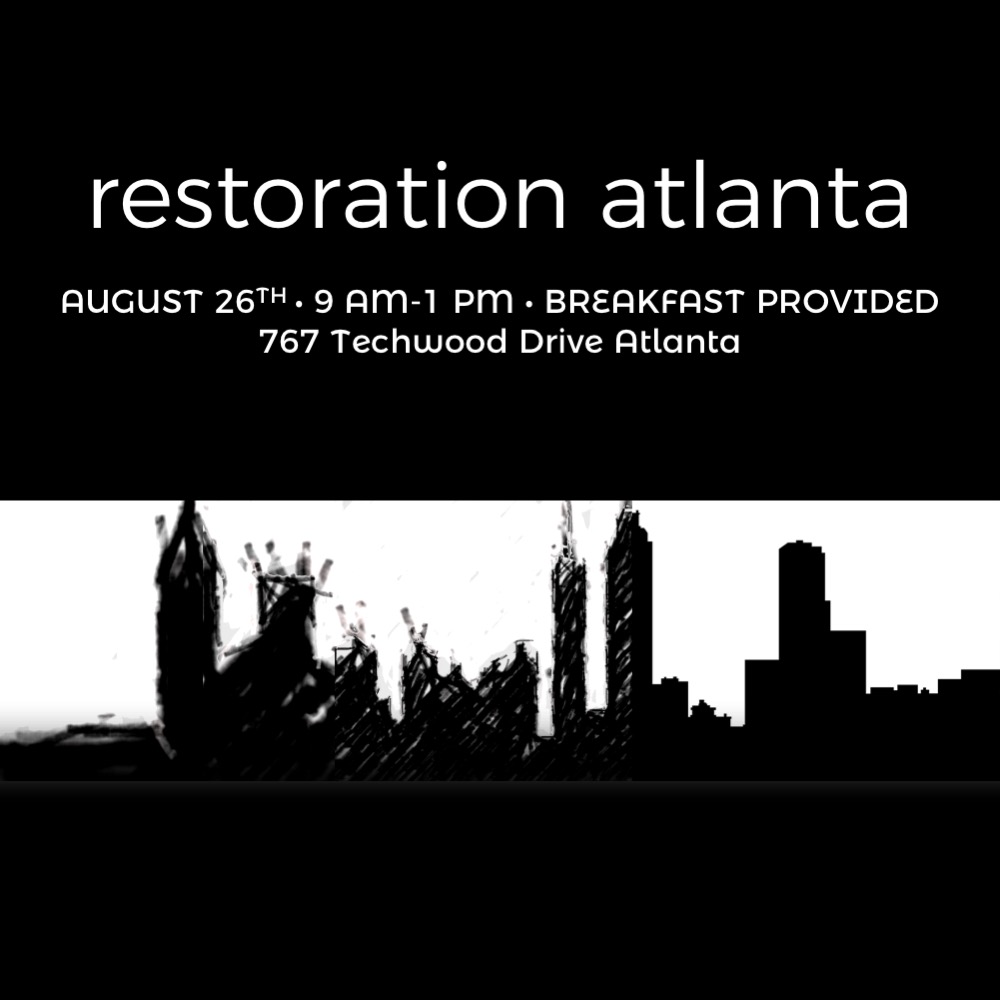 restoration atlanta
AUGUST 26TH • 9 AM-1 PM • BREAKFAST PROVIDED
767 Techwood Drive Atlanta